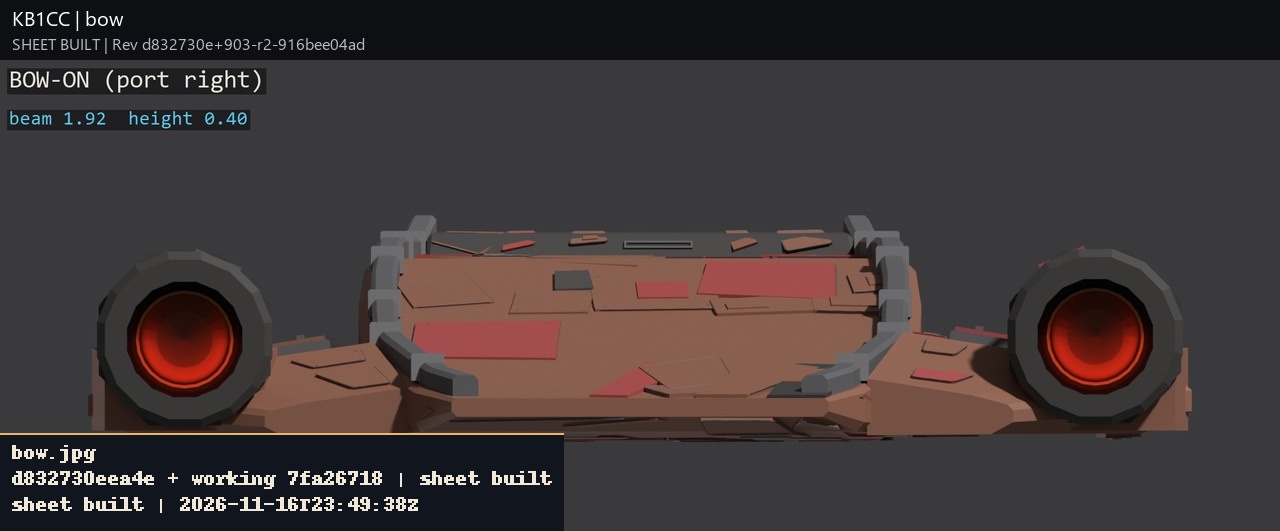 KB1CC | bow
SHEET BUILT | Rev d832730e+903-r2-916bee04ad
BOW-ON (port right)
beam 1.92  height 0.40
bow.jpg
d832730eea4e + working 7fa26718 | sheet built
sheet built | 2026-11-16T23:49:38Z